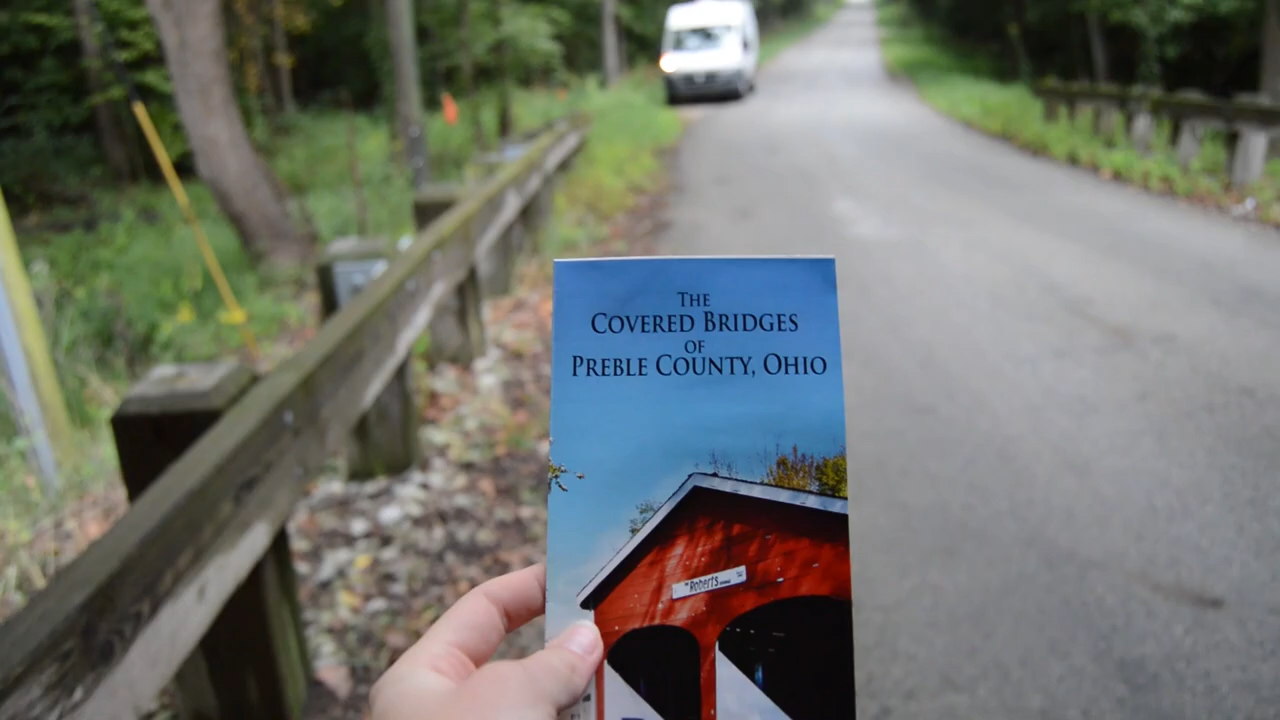 THE
COVERED BRIDGES
OF
PREBLE COUNTY, OHIO
Roberts